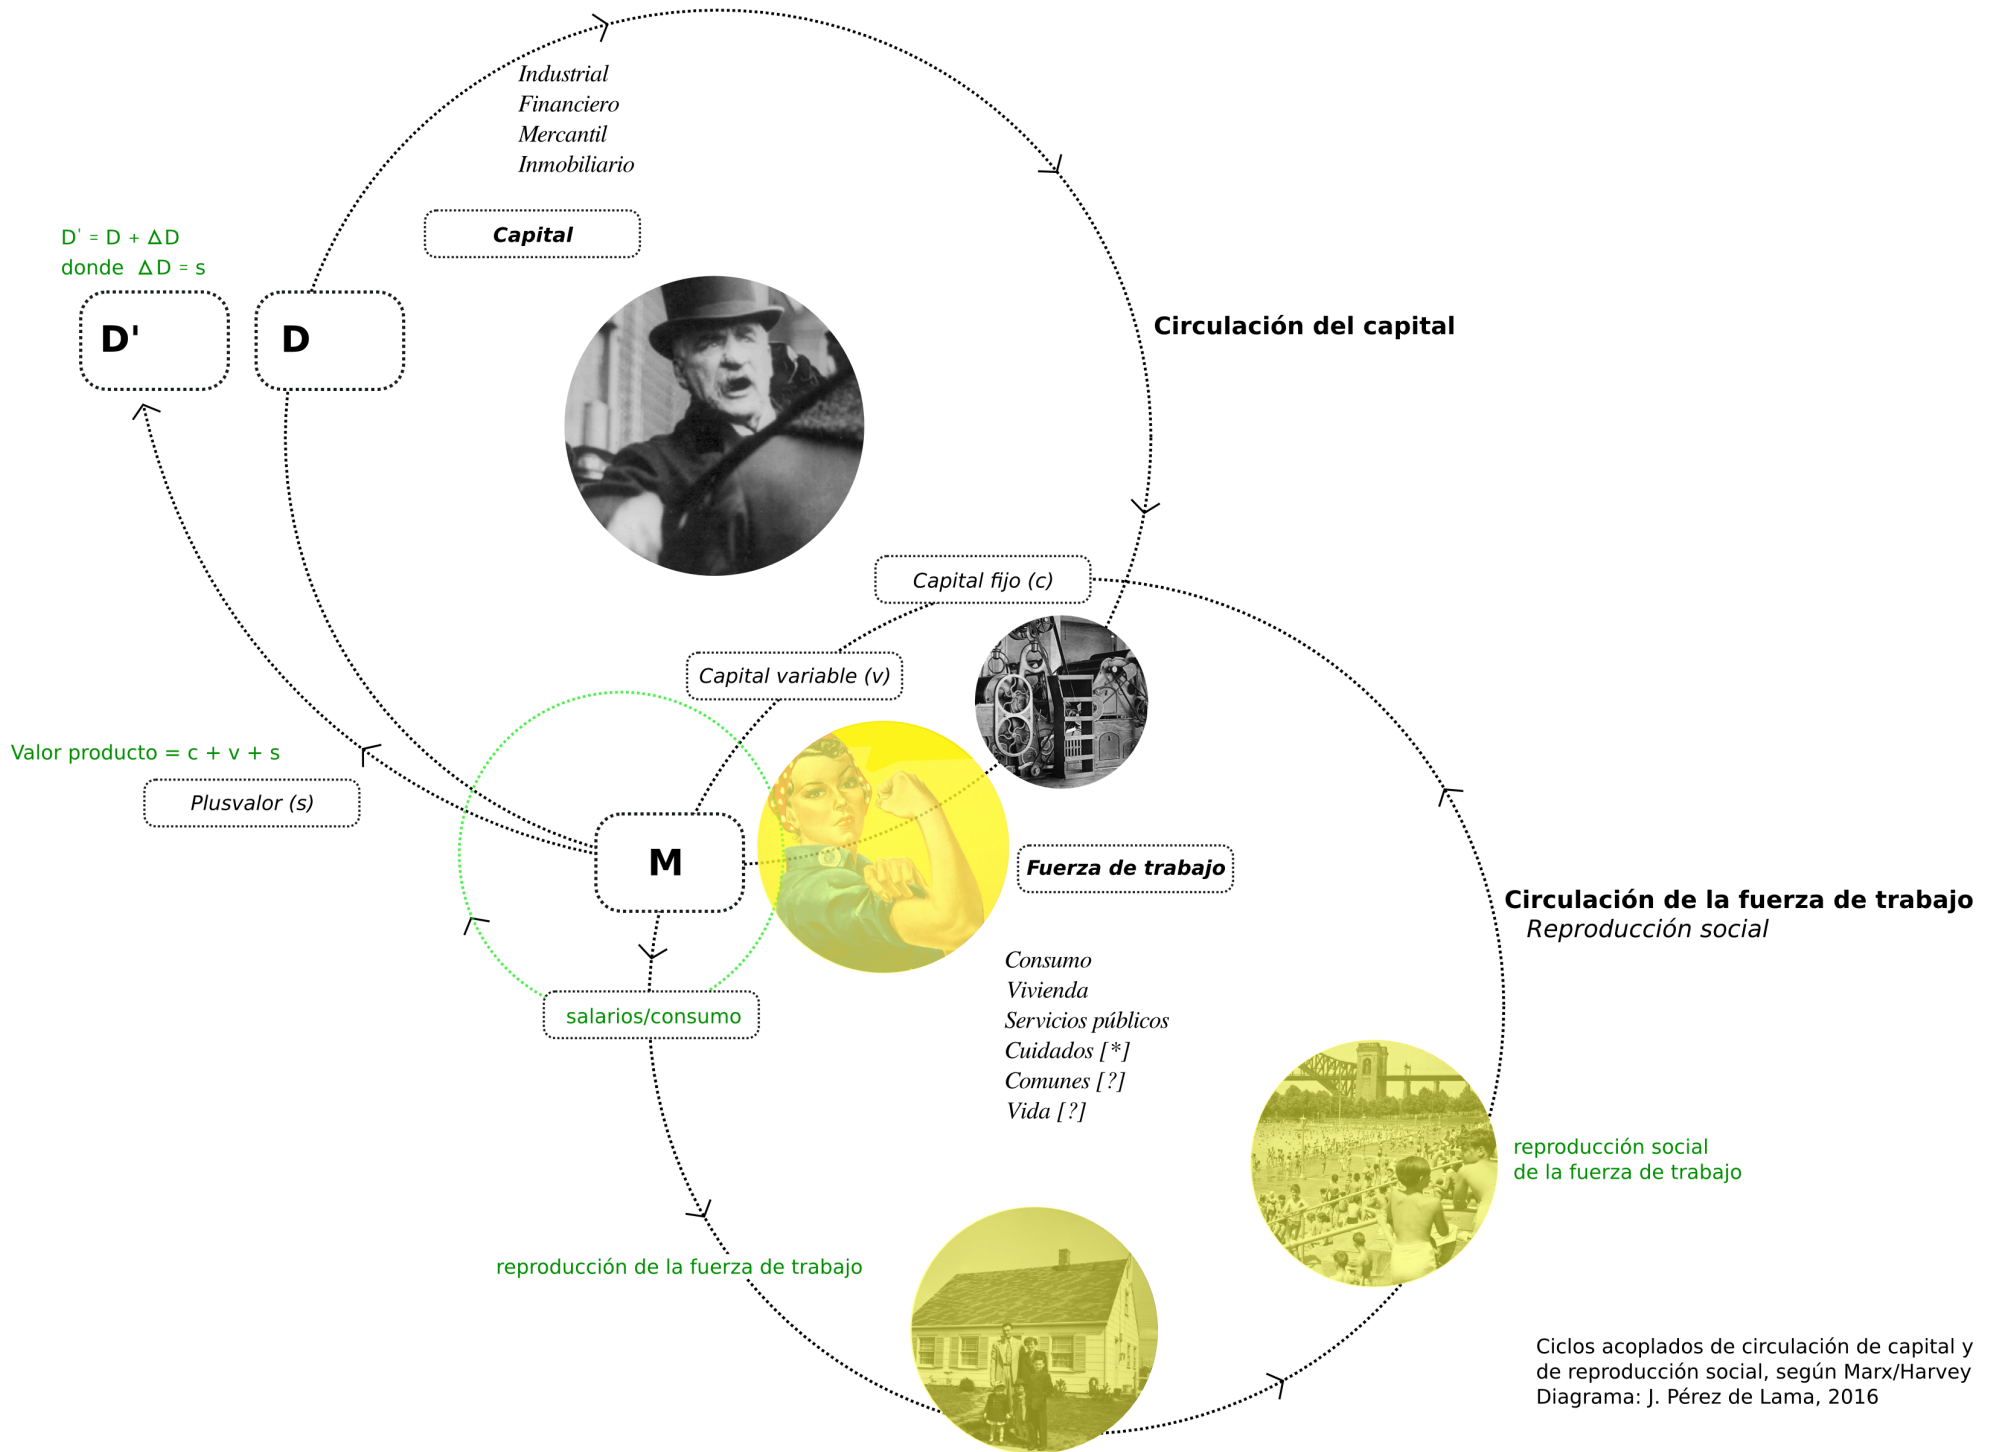 Industrial
Financiero
Mercantil
Inmobiliario
Capital
D' = D + ΔD
donde ΔD = s
D'
D
Circulación del capital
Capital fijo (c)
Capital variable (v)
Valor producto = c + v + s
Plusvalor (s)
M
Fuerza de trabajo
Circulación de la fuerza de trabajo
Reproducción social
Consumo
Vivienda
Servicios públicos
Cuidados [*]
Comunes [?]
Vida [?]
salarios/consumo
reproducción social
de la fuerza de trabajo
reproducción de la fuerza de trabajo
Ciclos acoplados de circulación de capital y
de reproducción social, según Marx/Harvey
Diagrama: J. Pérez de Lama, 2016